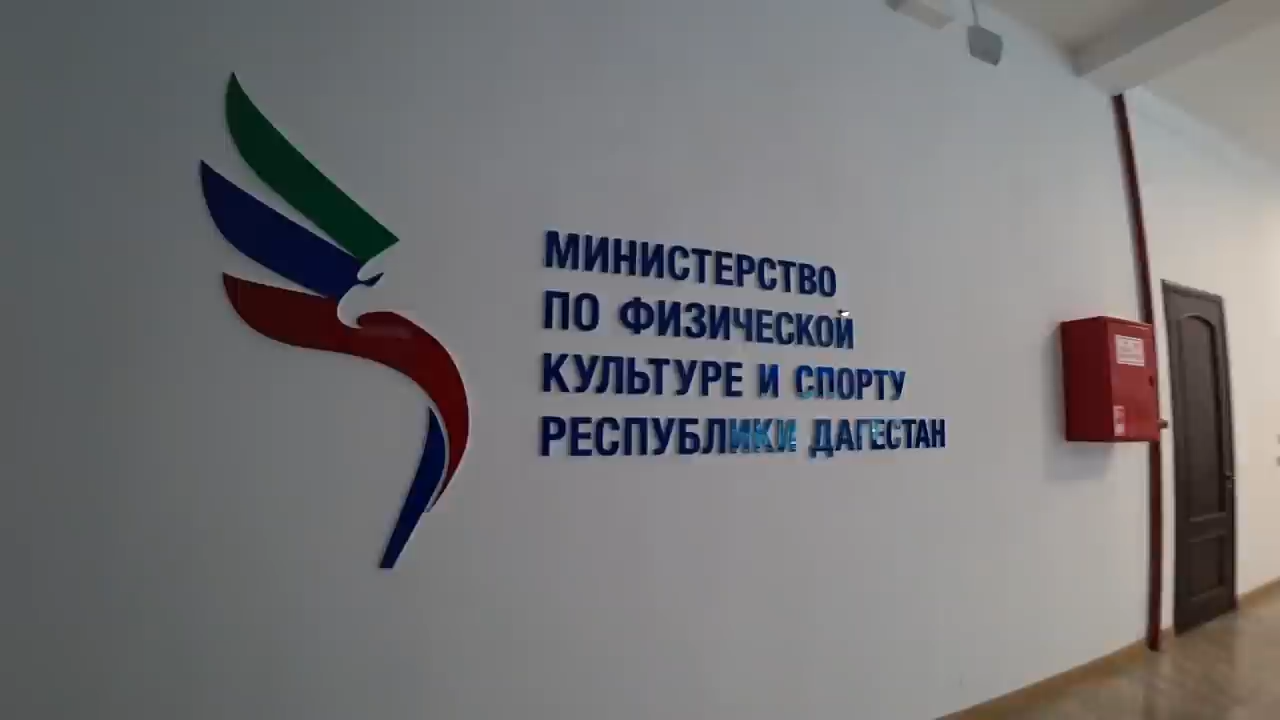 МИНИСТЕРСТВО
ПО ФИЗИЧЕСКОЙ
КУЛЬТУРЕ И СПОРТУ
РЕСПУБЛИКИ ДАГЕСТАН